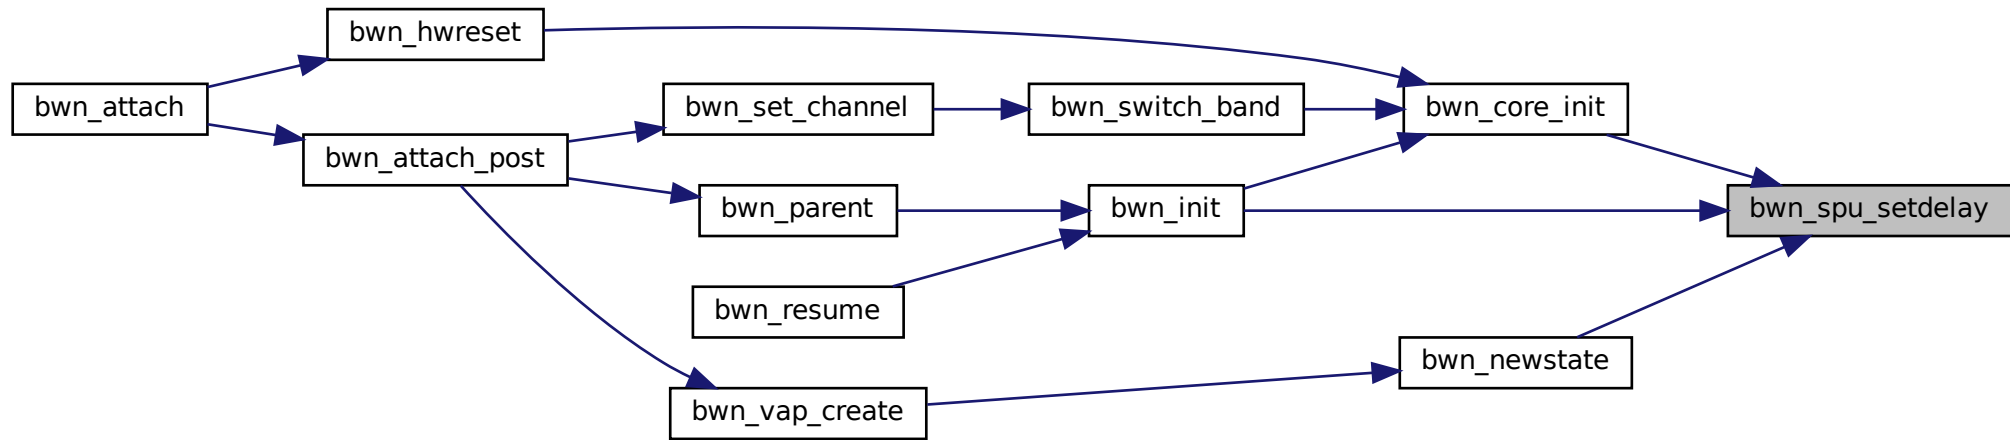 bwn_hwreset
bwn_attach
bwn_set_channel
bwn_switch_band
bwn_core_init
bwn_attach_post
bwn_parent
bwn_init
bwn_spu_setdelay
bwn_resume
bwn_newstate
bwn_vap_create